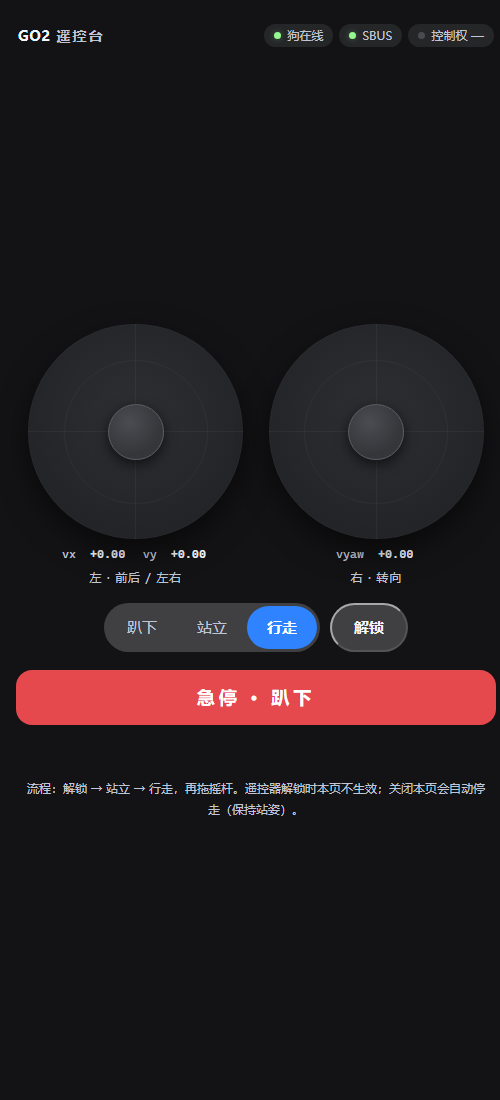 GO2 遥控台 狗在线 SBUS 控制权 —
vx +0.00 vy +0.00 vyaw +0.00
左 · 前后 / 左右 右 · 转向
趴下 站立 行走 解锁
急停 · 趴下
流程：解锁 → 站立 → 行走，再拖摇杆。遥控器解锁时本页不生效；关闭本页会自动停
走（保持站姿）。